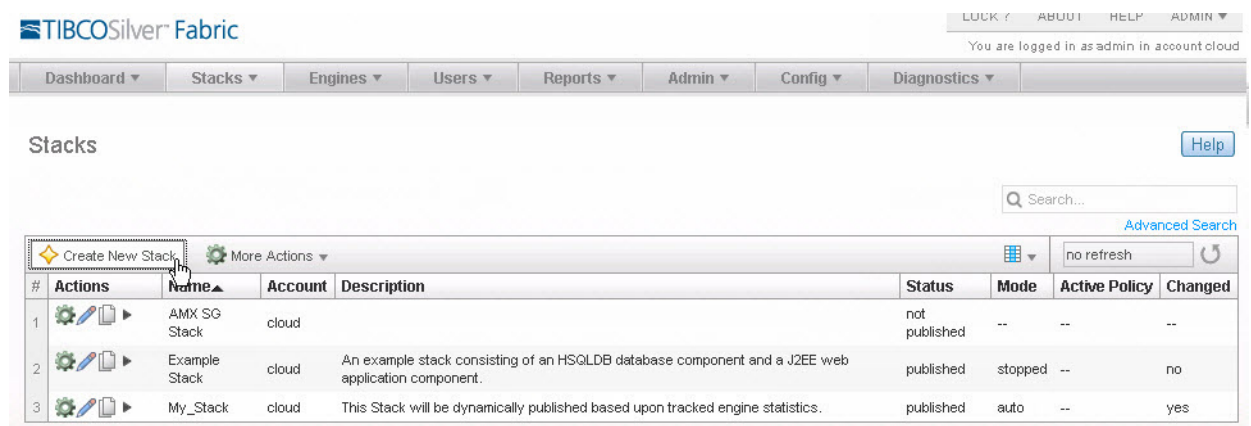 TIBCOSilver™ Fabric
LUCK ? ABOUT HELP ADMIN
You are logged in as admin in account cloud
Dashboard Stacks Engines Users Reports Admin Config Diagnostics
Stacks
Help
Search...
Advanced Search
Create New Stack More Actions no refresh
# Actions Name Account Description Status Mode Active Policy Changed
1 AMX SG Stack cloud not published -- -- --
2 Example Stack cloud An example stack consisting of an HSQLDB database component and a J2EE web application component. published stopped -- no
3 My_Stack cloud This Stack will be dynamically published based upon tracked engine statistics. published auto -- yes